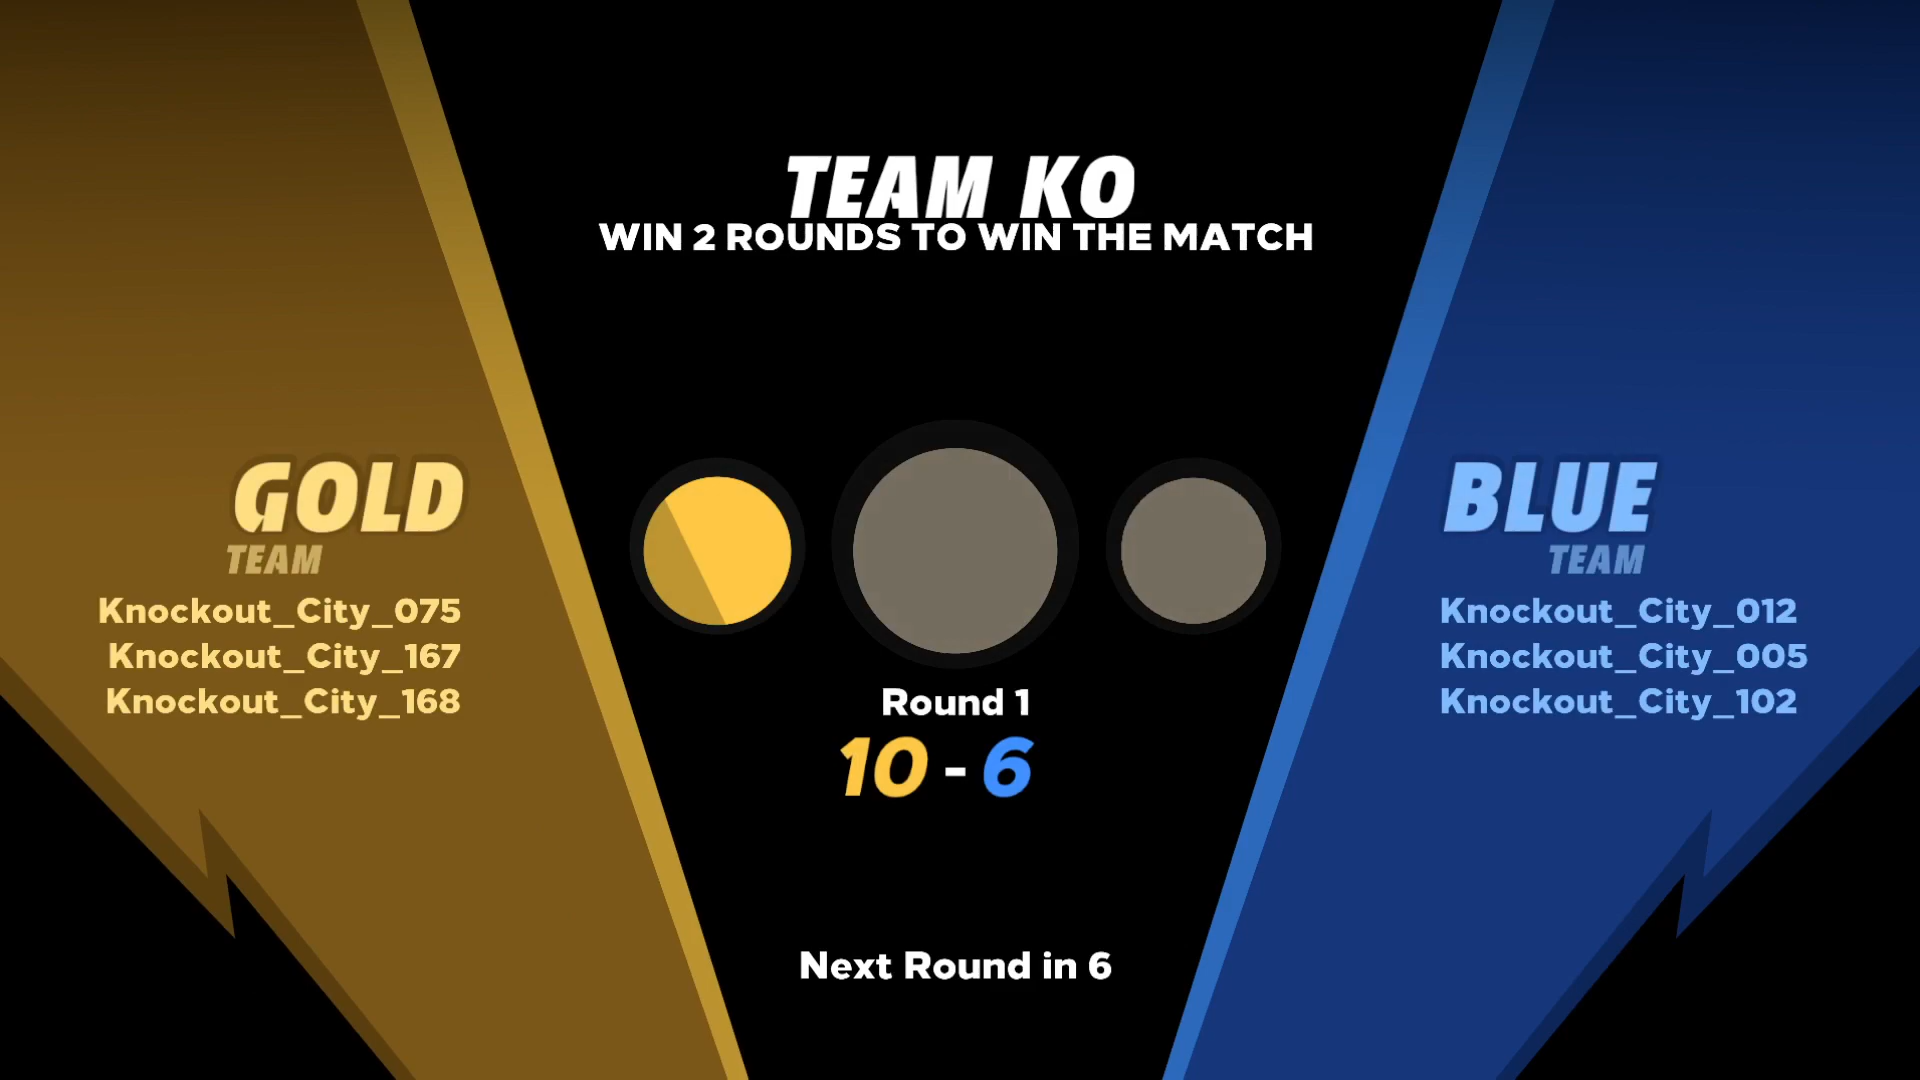 TEAM KO
WIN 2 ROUNDS TO WIN THE MATCH
GOLD
TEAM
Knockout_City_075
Knockout_City_167
Knockout_City_168
BLUE
TEAM
Knockout_City_012
Knockout_City_005
Knockout_City_102
Round 1
10 - 6
Next Round in 6